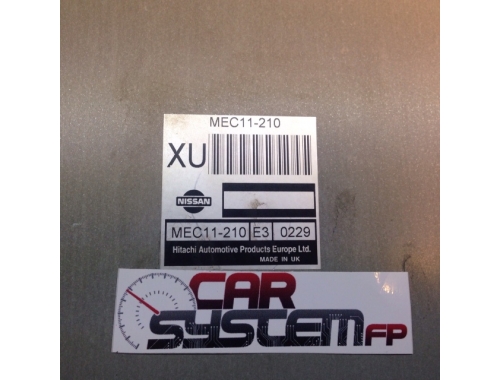 MEC11-210
XU
NISSAN
MEC11-210 E3 0229
Hitachi Automotive Products Europe Ltd.
MADE IN UK
CAR
SYSTEM FP